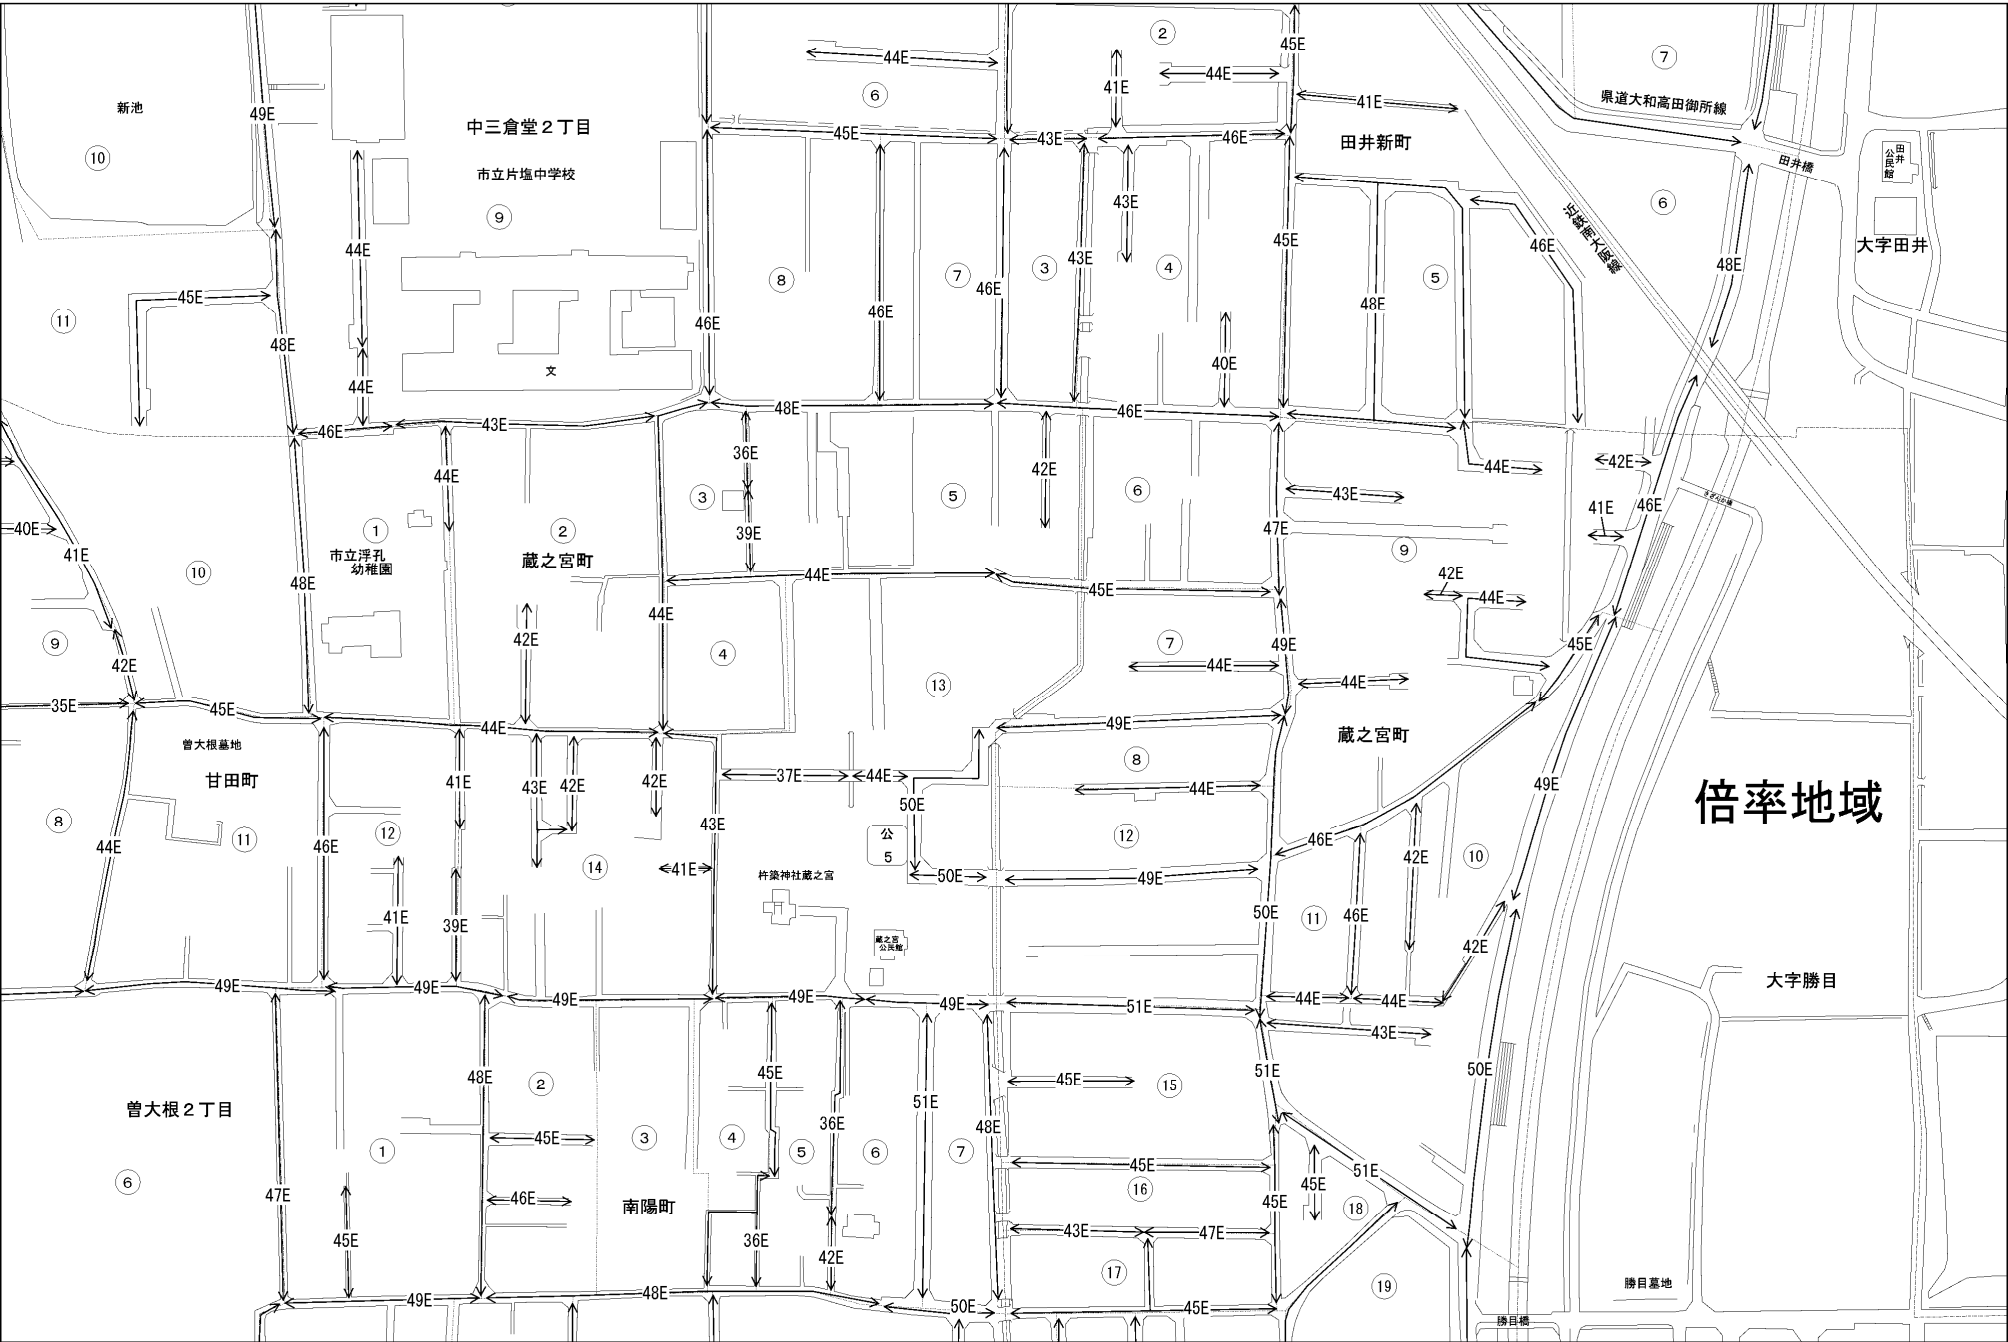 ②
45E
44E
44E
⑦
41E
県道大和高田御所線
⑥
41E
新池
49E
中三倉堂2丁目
45E
43E
46E
田井新町
⑩
田井橋
田井
公民館
市立片塩中学校
⑨
43E
近鉄南大阪線
⑥
44E
45E
46E
大字田井
43E
48E
⑧
⑦
③
④
⑤
45E
46E
48E
⑪
48E
46E
46E
40E
44E
文
46E
43E
48E
46E
36E
42E
44E
44E
42E
43E
③
⑤
⑥
さざんか橋
46E
41E
40E
①
②
39E
47E
⑨
41E
市立浮孔
幼稚園
蔵之宮町
⑩
48E
44E
45E
42E
44E
44E
⑨
42E
42E
④
⑦
49E
45E
44E
44E
⑬
35E
45E
44E
49E
蔵之宮町
曽大根墓地
甘田町
41E
43E
42E
42E
37E
44E
⑧
44E
49E
倍率地域
50E
⑧
⑪
⑫
43E
公
5
⑫
46E
44E
46E
42E
⑩
⑭
41E
杵築神社蔵之宮
50E
49E
41E
39E
蔵之宮
公民館
50E
⑪
46E
42E
大字勝目
49E
49E
49E
49E
49E
51E
44E
44E
43E
48E
②
45E
45E
⑮
51E
50E
曽大根2丁目
51E
36E
48E
①
45E
③
④
⑤
⑥
⑦
45E
51E
⑥
47E
46E
南陽町
⑯
45E
45E
⑱
45E
36E
42E
43E
47E
⑰
⑲
勝目墓地
49E
48E
50E
45E
勝目橋